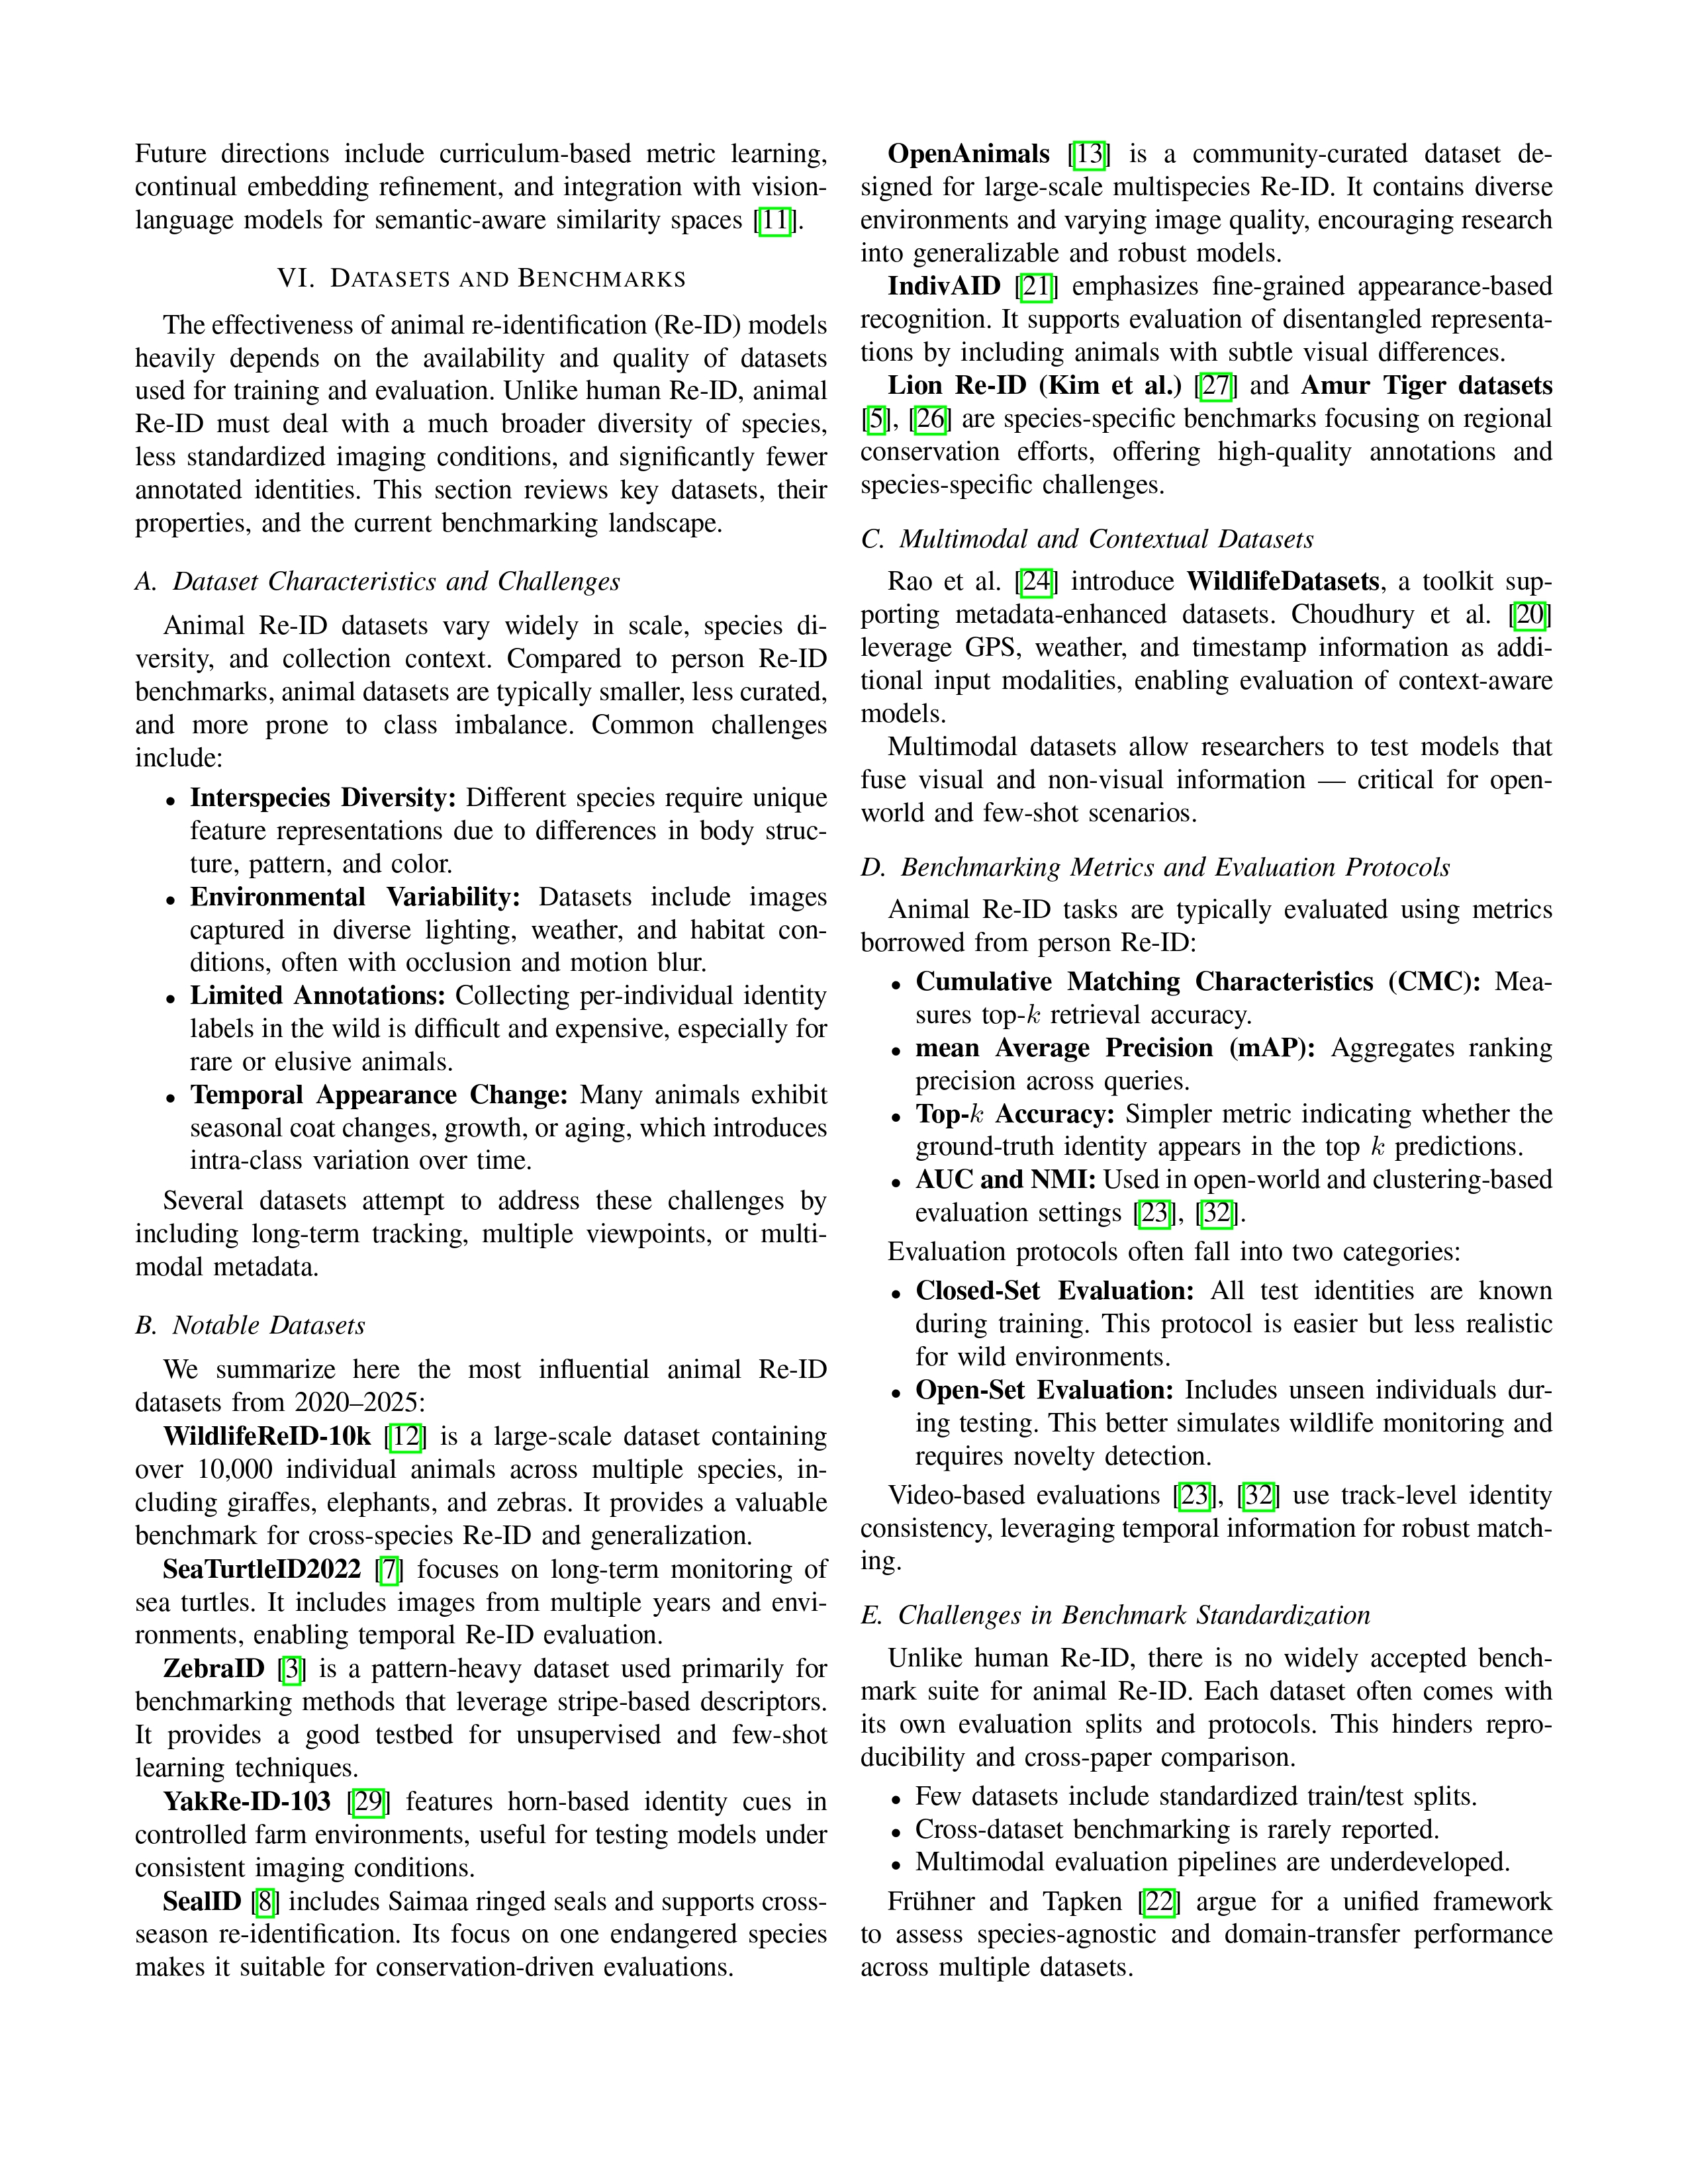 Future directions include curriculum-based metric learning,
continual embedding refinement, and integration with vision-
language models for semantic-aware similarity spaces [11].
VI. DATASETS AND BENCHMARKS
The effectiveness of animal re-identification (Re-ID) models
heavily depends on the availability and quality of datasets
used for training and evaluation. Unlike human Re-ID, animal
Re-ID must deal with a much broader diversity of species,
less standardized imaging conditions, and significantly fewer
annotated identities. This section reviews key datasets, their
properties, and the current benchmarking landscape.
A. Dataset Characteristics and Challenges
Animal Re-ID datasets vary widely in scale, species di-
versity, and collection context. Compared to person Re-ID
benchmarks, animal datasets are typically smaller, less curated,
and more prone to class imbalance. Common challenges
include:
• Interspecies Diversity: Different species require unique
feature representations due to differences in body struc-
ture, pattern, and color.
• Environmental Variability: Datasets include images
captured in diverse lighting, weather, and habitat con-
ditions, often with occlusion and motion blur.
• Limited Annotations: Collecting per-individual identity
labels in the wild is difficult and expensive, especially for
rare or elusive animals.
• Temporal Appearance Change: Many animals exhibit
seasonal coat changes, growth, or aging, which introduces
intra-class variation over time.
Several datasets attempt to address these challenges by
including long-term tracking, multiple viewpoints, or multi-
modal metadata.
B. Notable Datasets
We summarize here the most influential animal Re-ID
datasets from 2020–2025:
WildlifeReID-10k [12] is a large-scale dataset containing
over 10,000 individual animals across multiple species, in-
cluding giraffes, elephants, and zebras. It provides a valuable
benchmark for cross-species Re-ID and generalization.
SeaTurtleID2022 [7] focuses on long-term monitoring of
sea turtles. It includes images from multiple years and envi-
ronments, enabling temporal Re-ID evaluation.
ZebraID [3] is a pattern-heavy dataset used primarily for
benchmarking methods that leverage stripe-based descriptors.
It provides a good testbed for unsupervised and few-shot
learning techniques.
YakRe-ID-103 [29] features horn-based identity cues in
controlled farm environments, useful for testing models under
consistent imaging conditions.
SealID [8] includes Saimaa ringed seals and supports cross-
season re-identification. Its focus on one endangered species
makes it suitable for conservation-driven evaluations.
OpenAnimals [13] is a community-curated dataset de-
signed for large-scale multispecies Re-ID. It contains diverse
environments and varying image quality, encouraging research
into generalizable and robust models.
IndivAID [21] emphasizes fine-grained appearance-based
recognition. It supports evaluation of disentangled representa-
tions by including animals with subtle visual differences.
Lion Re-ID (Kim et al.) [27] and Amur Tiger datasets
[5], [26] are species-specific benchmarks focusing on regional
conservation efforts, offering high-quality annotations and
species-specific challenges.
C. Multimodal and Contextual Datasets
Rao et al. [24] introduce WildlifeDatasets, a toolkit sup-
porting metadata-enhanced datasets. Choudhury et al. [20]
leverage GPS, weather, and timestamp information as addi-
tional input modalities, enabling evaluation of context-aware
models.
Multimodal datasets allow researchers to test models that
fuse visual and non-visual information — critical for open-
world and few-shot scenarios.
D. Benchmarking Metrics and Evaluation Protocols
Animal Re-ID tasks are typically evaluated using metrics
borrowed from person Re-ID:
• Cumulative Matching Characteristics (CMC): Mea-
sures top-k retrieval accuracy.
• mean Average Precision (mAP): Aggregates ranking
precision across queries.
• Top-k Accuracy: Simpler metric indicating whether the
ground-truth identity appears in the top k predictions.
• AUC and NMI: Used in open-world and clustering-based
evaluation settings [23], [32].
Evaluation protocols often fall into two categories:
• Closed-Set Evaluation: All test identities are known
during training. This protocol is easier but less realistic
for wild environments.
• Open-Set Evaluation: Includes unseen individuals dur-
ing testing. This better simulates wildlife monitoring and
requires novelty detection.
Video-based evaluations [23], [32] use track-level identity
consistency, leveraging temporal information for robust match-
ing.
E. Challenges in Benchmark Standardization
Unlike human Re-ID, there is no widely accepted bench-
mark suite for animal Re-ID. Each dataset often comes with
its own evaluation splits and protocols. This hinders repro-
ducibility and cross-paper comparison.
• Few datasets include standardized train/test splits.
• Cross-dataset benchmarking is rarely reported.
• Multimodal evaluation pipelines are underdeveloped.
Frühner and Tapken [22] argue for a unified framework
to assess species-agnostic and domain-transfer performance
across multiple datasets.